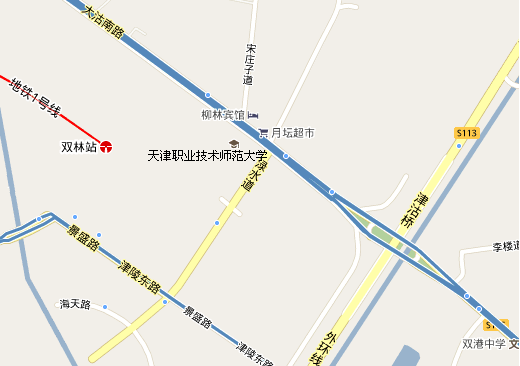 大沽南路
宋庄子道
地铁1号线
柳林宾馆
月坛超市
S113
双林站
天津职业技术师范大学
渌水道
津沽桥
景盛路
李楼道
津陵东路
海天路
景盛路
外环线
双港中学
津陵东路